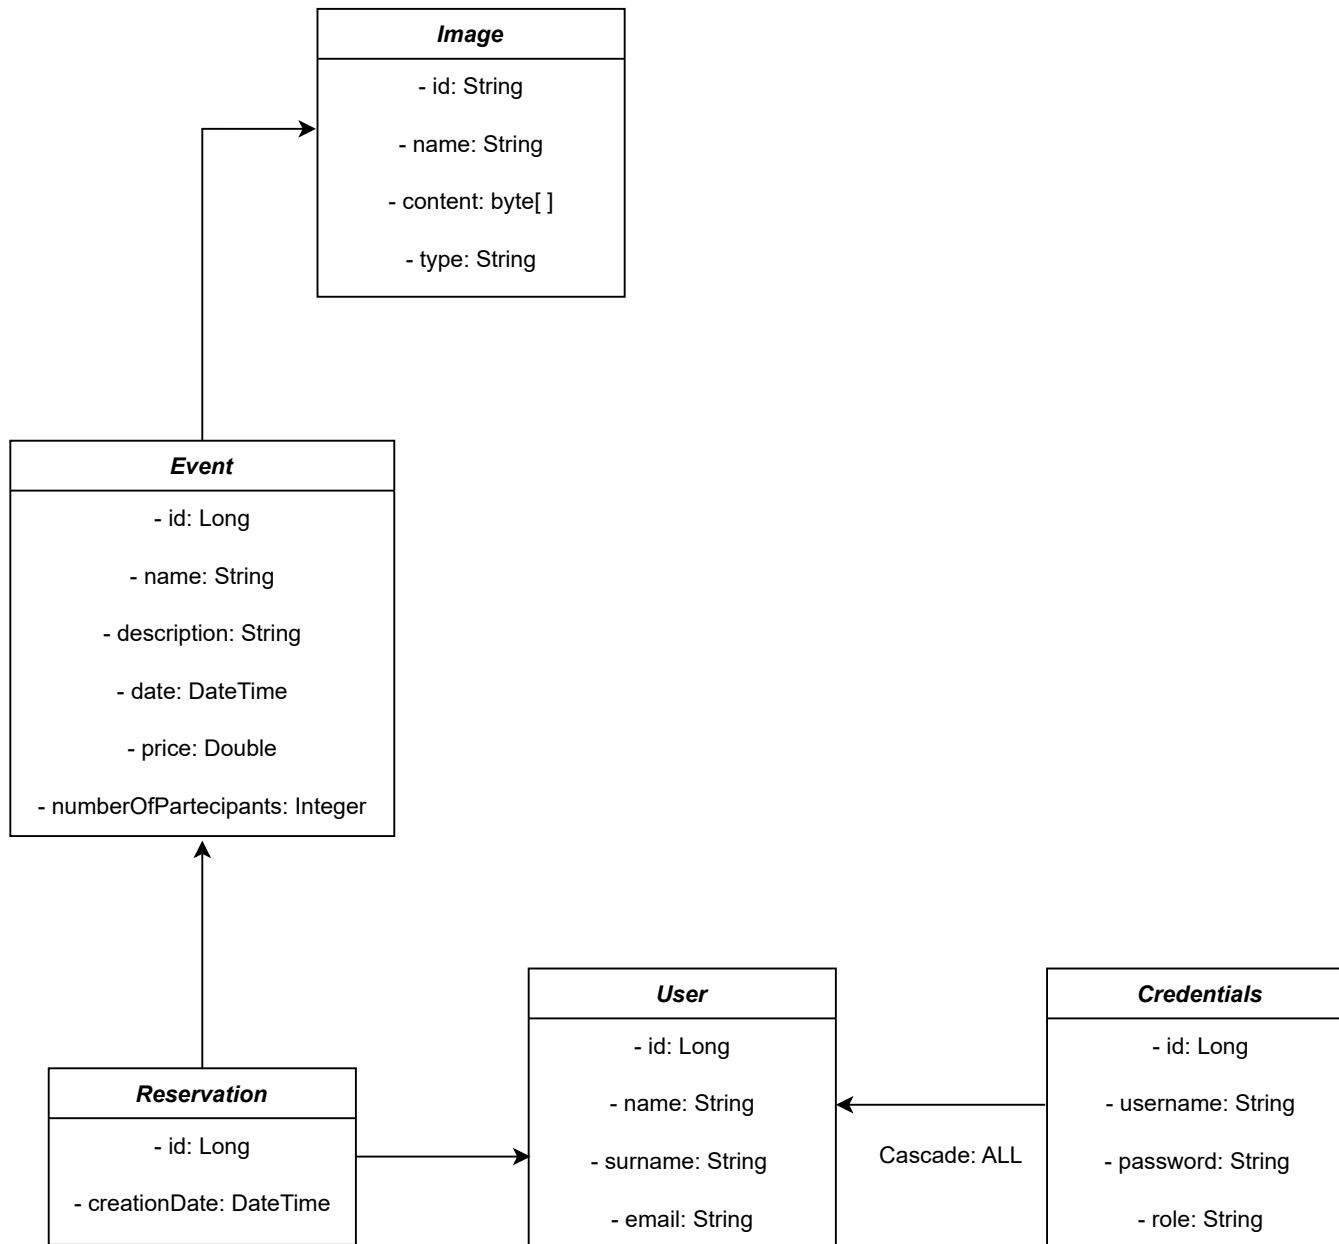 Image
- id: String
- name: String
- content: byte[ ]
- type: String
Event
- id: Long
- name: String
- description: String
- date: DateTime
- price: Double
- numberOfPartecipants: Integer
Reservation
- id: Long
- creationDate: DateTime
User
- id: Long
- name: String
- surname: String
- email: String
Cascade: ALL
Credentials
- id: Long
- username: String
- password: String
- role: String